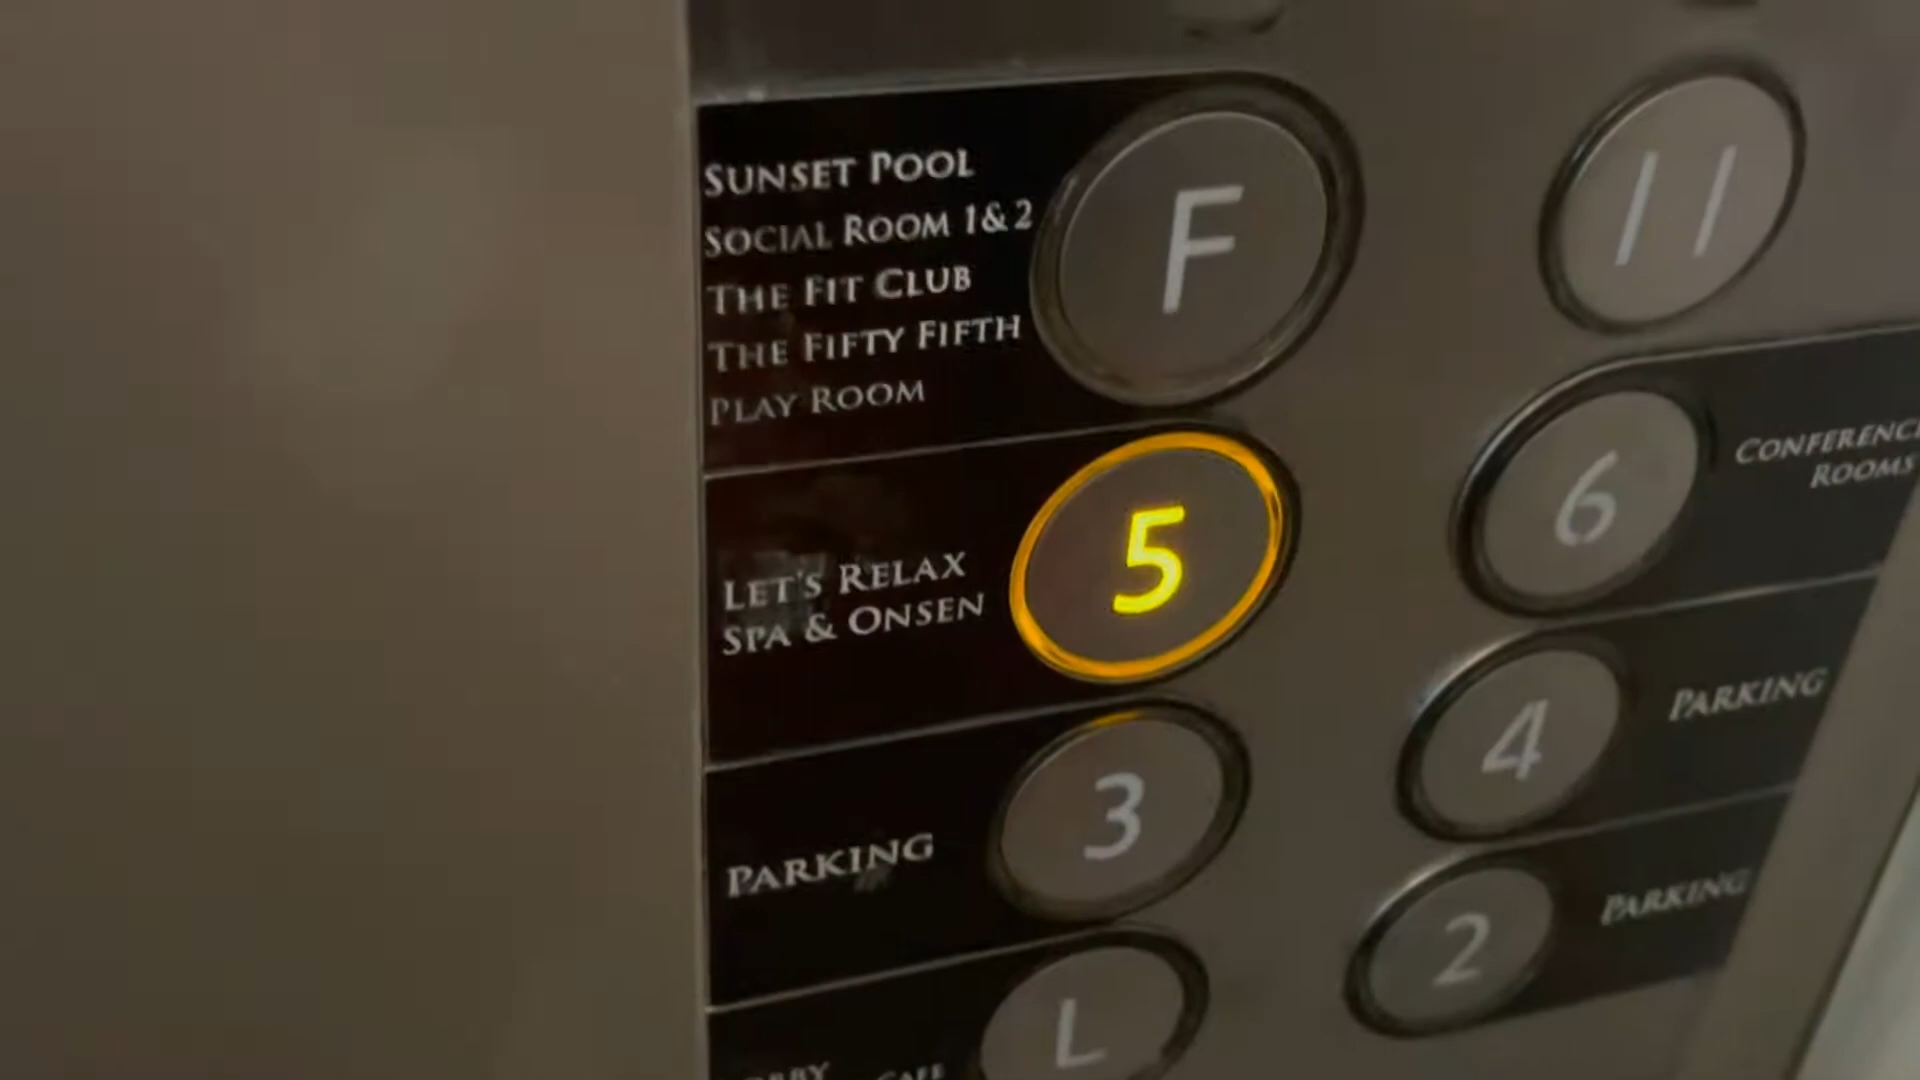 SUNSET POOL
SOCIAL ROOM 1&2
THE FIT CLUB
THE FIFTY FIFTH
PLAY ROOM
F
11
LET'S RELAX
SPA & ONSEN
5
6
CONFERENCE
ROOMS
PARKING
3
4
PARKING
L
2
PARKING
CAFE